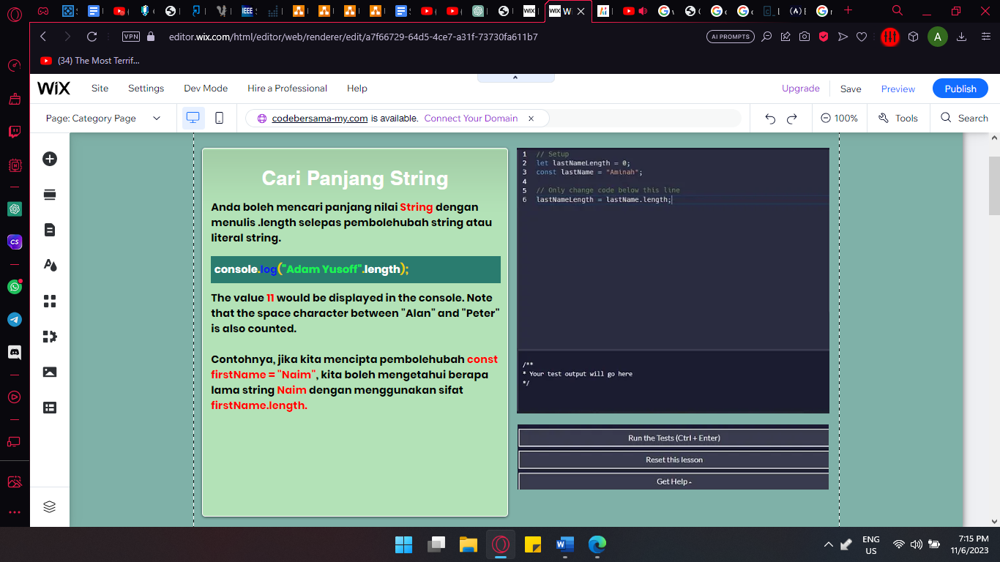 editor.wix.com/html/editor/web/renderer/edit/a7f66729-64d5-4ce7-a31f-73730fa611b7
VPN
AI PROMPTS
A
(34) The Most Terrif...
WiX
Site
Settings
Dev Mode
Hire a Professional
Help
Upgrade
Save
Preview
Publish
Page: Category Page
codebersama-my.com is available. Connect Your Domain
100%
Tools
Search
Cari Panjang String
Anda boleh mencari panjang nilai String dengan
menulis .length selepas pembolehubah string atau
literal string.
console.log("Adam Yusoff".length);
The value 11 would be displayed in the console. Note
that the space character between "Alan" and "Peter"
is also counted.
Contohnya, jika kita mencipta pembolehubah const
firstName = "Naim", kita boleh mengetahui berapa
lama string Naim dengan menggunakan sifat
firstName.length.
1 // Setup
2 let lastNameLength = 0;
3 const lastName = "Aminah";
4
5 // Only change code below this line
6 lastNameLength = lastName.length;
/**
* Your test output will go here
*/
Run the Tests (Ctrl + Enter)
Reset this lesson
Get Help
ENG
US
7:15 PM
11/6/2023